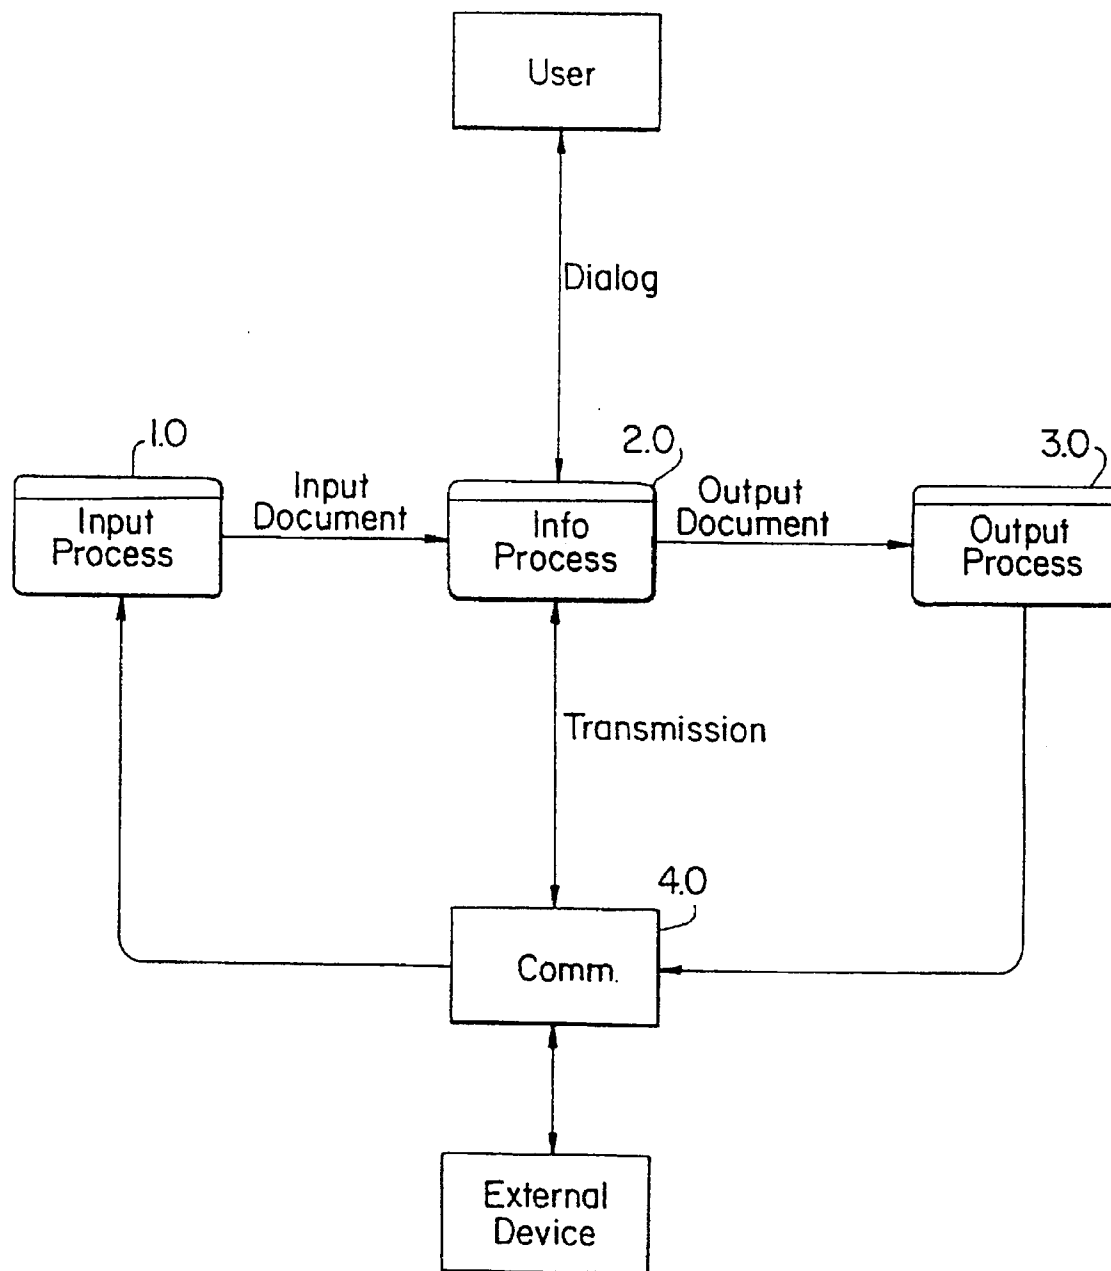 User
Dialog
1.0
Input
Process
Input
Document
2.0
Info
Process
Output
Document
3.0
Output
Process
Transmission
4.0
Comm.
External
Device